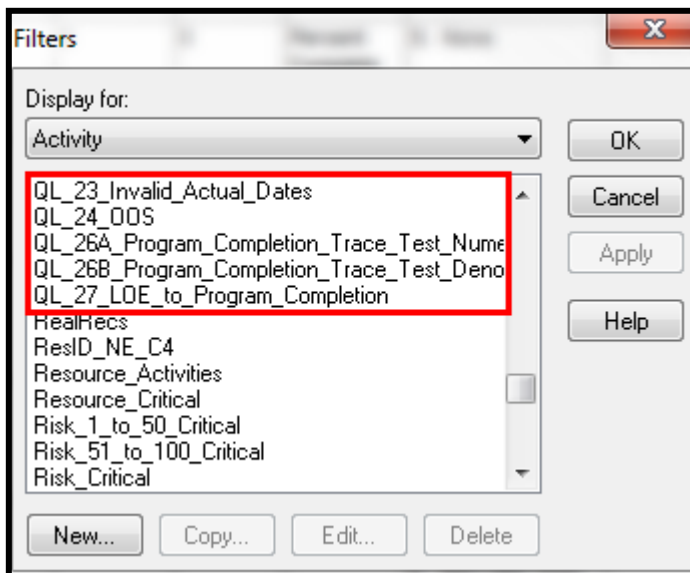 Filters
Display for:
Activity
OK
QL_23_Invalid_Actual_Dates
QL_24_OOS
Cancel
QL_26A_Program_Completion_Trace_Test_Nume
QL_26B_Program_Completion_Trace_Test_Deno
Apply
QL_27_LOE_to_Program_Completion
RealRecs
Help
ResID_NE_C4
Resource_Activities
Resource_Critical
Risk_1_to_50_Critical
Risk_51_to_100_Critical
Risk_Critical
New... Copy... Edit... Delete